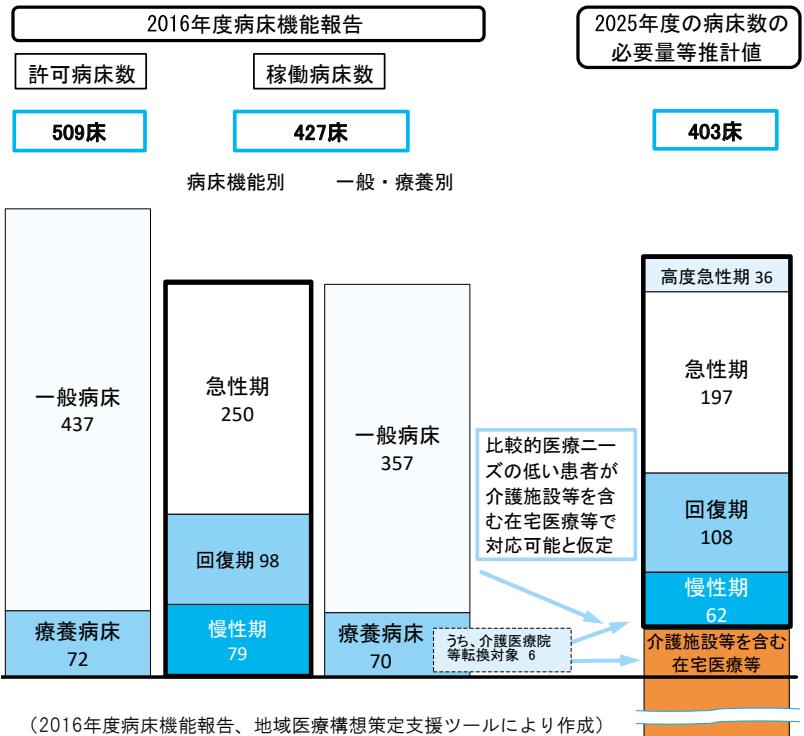 2016年度病床機能報告
2025年度の病床数の
必要量等推計値
許可病床数
稼働病床数
509床
427床
403床
病床機能別
一般・療養別
一般病床
437
療養病床
72
急性期
250
回復期 98
慢性期
79
一般病床
357
療養病床
70
うち、介護医療院
等転換対象 6
比較的医療ニー
ズの低い患者が
介護施設等を含
む在宅医療等で
対応可能と仮定
高度急性期 36
急性期
197
回復期
108
慢性期
62
介護施設等を含む
在宅医療等
（2016年度病床機能報告、地域医療構想策定支援ツールにより作成）